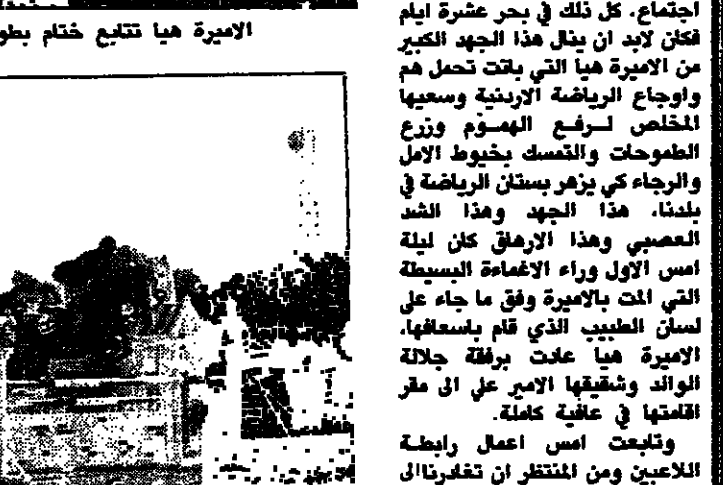 الاميرة هيا تتابع ختام بطو
اجتماع. كل ذلك في بحر عشرة ايام
فكان لابد ان ينال هذا الجهد الكبير
من الاميرة هيا التي باتت تحمل هم
واوجاع الرياضة الاردنية وسعيها
المخلص لـرفـع الهمـوم وزرع
الطموحات والتمسك بخيوط الامل
والرجاء كي يزهر بستان الرياضة في
بلدنا. هذا الجهد وهذا الشد
العصبي وهذا الارهاق كان ليلة
امس الاول وراء الاغماءة البسيطة
التي المت بالاميرة وفق ما جاء على
لسان الطبيب الذي قام باسعافها.
الاميرة هيا عادت برفقة جلالة
الوالد وشقيقها الامير علي الى مقر
اقامتها في عافية كاملة.
وتابعت امس اعمال رابطة
اللاعبين ومن المنتظر ان تغادرناالى